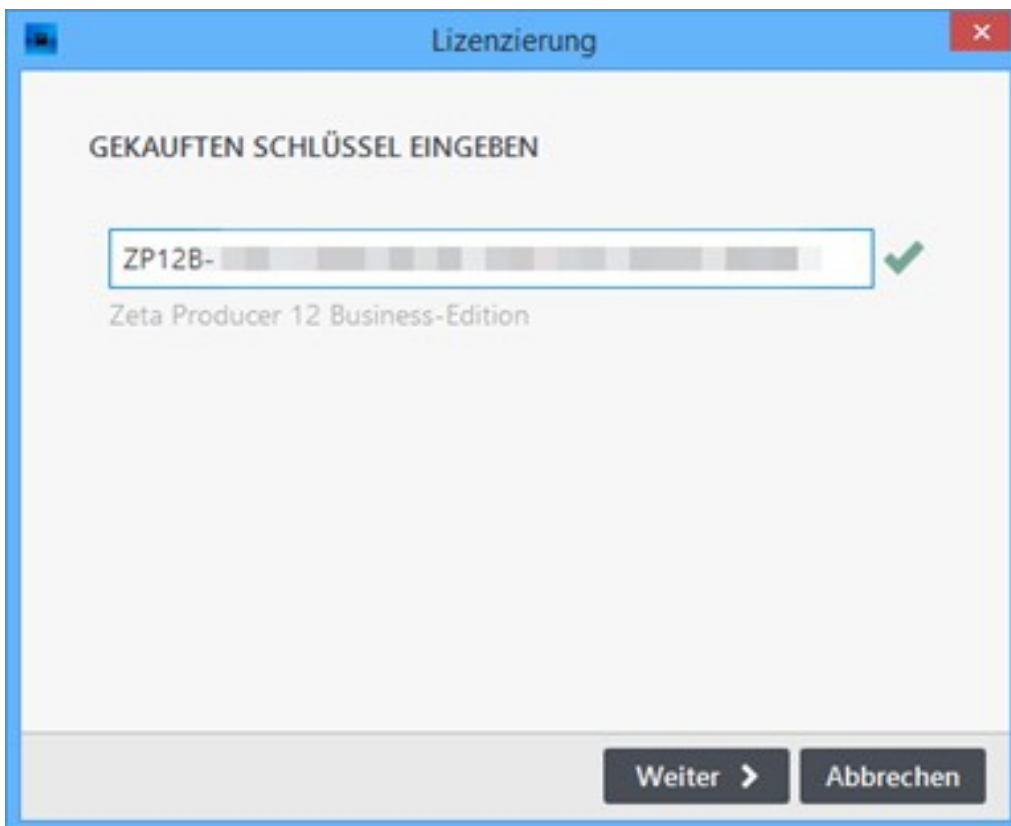 Lizenzierung
GEKAUFTEN SCHLÜSSEL EINGEBEN
ZP12B-
Zeta Producer 12 Business-Edition
Weiter
Abbrechen